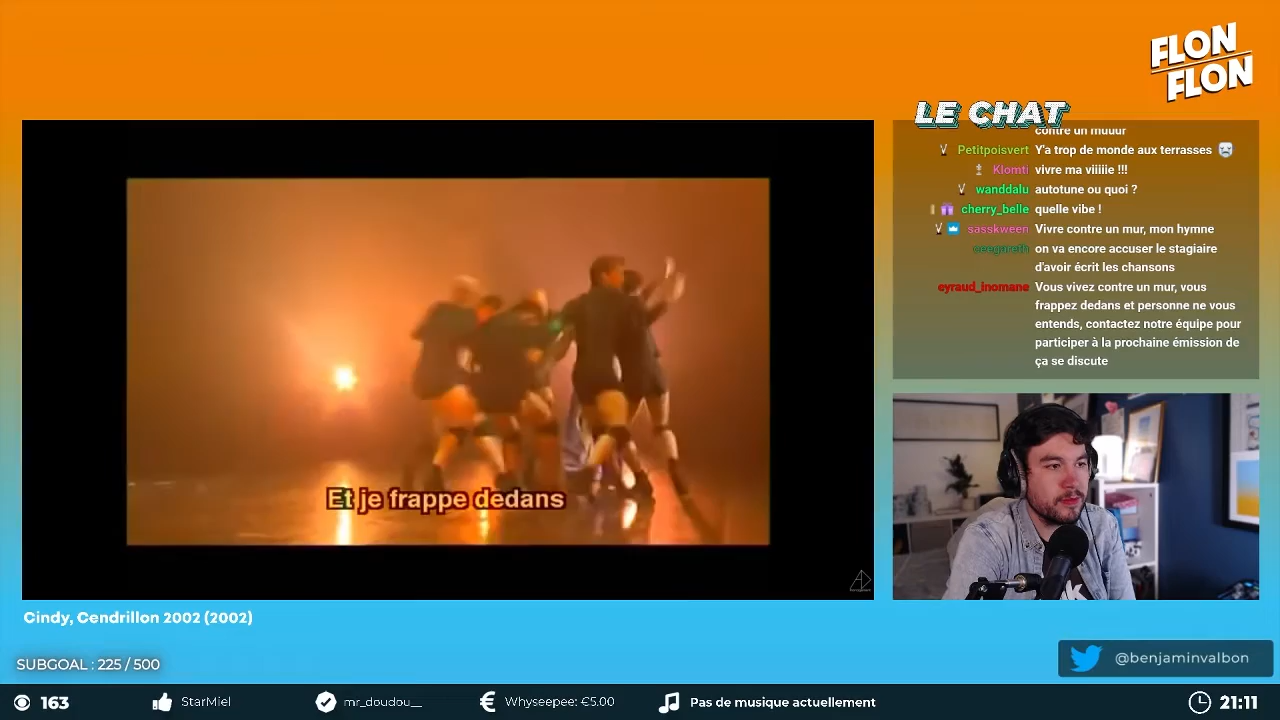 FLON
FLON
LE CHAT
contre un muuur
Petitpoisvert Y'a trop de monde aux terrasses
Klomti vivre ma viiiiie !!!
wanddalu autotune ou quoi ?
cherry_belle quelle vibe !
sasskween Vivre contre un mur, mon hymne
ceegareth on va encore accuser le stagiaire
d'avoir écrit les chansons
eyraud_inomane Vous vivez contre un mur, vous
frappez dedans et personne ne vous
entends, contactez notre équipe pour
participer à la prochaine émission de
ça se discute
Et je frappe dedans
Cindy, Cendrillon 2002 (2002)
SUBGOAL : 225 / 500
@benjaminvalbon
163 StarMiel mr_doudou__ € Whyseepee: €5.00 Pas de musique actuellement 21:11